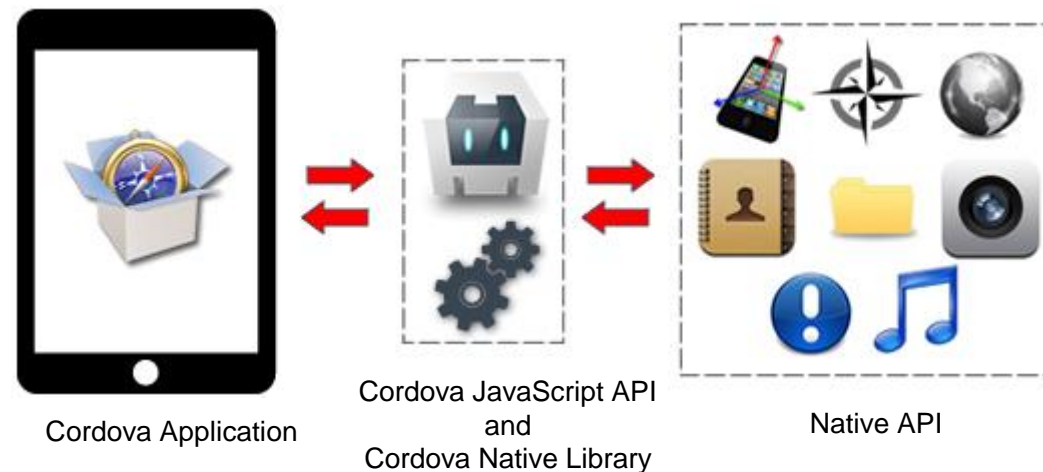 Cordova Application
Cordova JavaScript API
and
Cordova Native Library
Native API